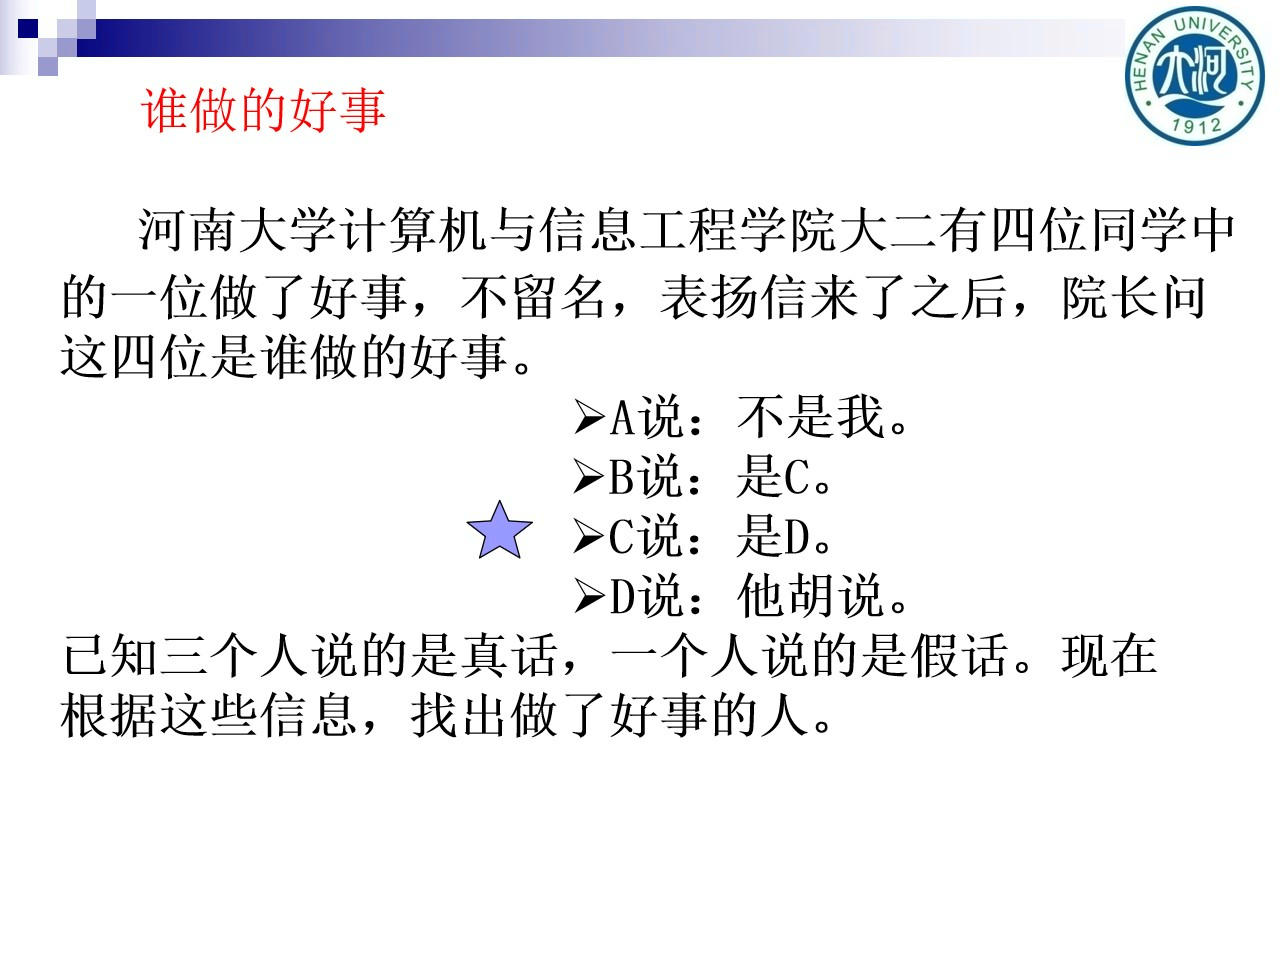 HENAN UNIVERSITY
大河
1912
谁做的好事
河南大学计算机与信息工程学院大二有四位同学中
的一位做了好事，不留名，表扬信来了之后，院长问
这四位是谁做的好事。
➢A说：不是我。
➢B说：是C。
➢C说：是D。
➢D说：他胡说。
已知三个人说的是真话，一个人说的是假话。现在
根据这些信息，找出做了好事的人。